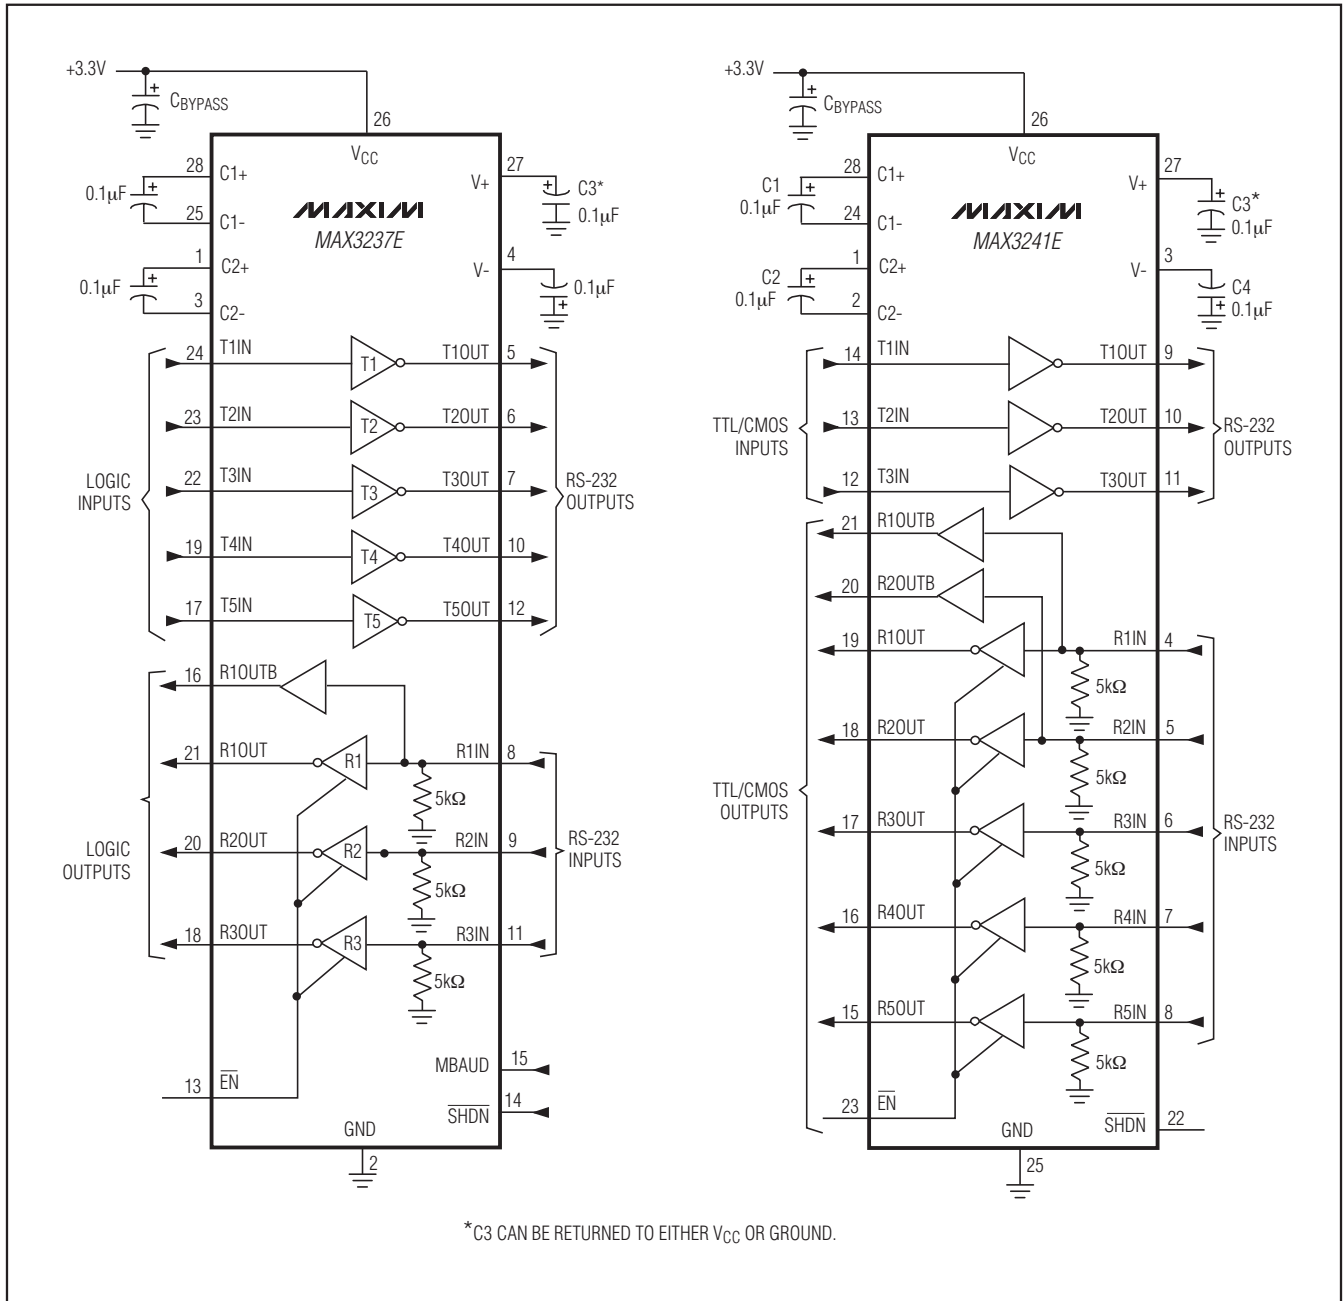 +3.3V
CBYPASS
26
VCC
28
C1+
0.1µF
25
C1-
MAXIM
MAX3237E
27
V+
C3*
0.1µF
1
C2+
0.1µF
3
C2-
4
V-
0.1µF
24
T1IN
T1
T1OUT
5
23
T2IN
T2
T2OUT
6
22
T3IN
T3
T3OUT
7
LOGIC
INPUTS
RS-232
OUTPUTS
19
T4IN
T4
T4OUT
10
17
T5IN
T5
T5OUT
12
16
R1OUTB
21
R1OUT
R1
R1IN
8
5kΩ
20
R2OUT
R2
R2IN
9
5kΩ
LOGIC
OUTPUTS
RS-232
INPUTS
18
R3OUT
R3
R3IN
11
5kΩ
MBAUD
15
13
EN
SHDN
14
GND
2
+3.3V
CBYPASS
26
VCC
28
C1+
C1
0.1µF
24
C1-
MAXIM
MAX3241E
27
V+
C3*
0.1µF
1
C2+
C2
0.1µF
2
C2-
3
V-
C4
0.1µF
14
T1IN
T1OUT
9
13
T2IN
T2OUT
10
TTL/CMOS
INPUTS
RS-232
OUTPUTS
12
T3IN
T3OUT
11
21
R1OUTB
20
R2OUTB
19
R1OUT
R1IN
4
5kΩ
18
R2OUT
R2IN
5
5kΩ
TTL/CMOS
OUTPUTS
17
R3OUT
R3IN
6
5kΩ
RS-232
INPUTS
16
R4OUT
R4IN
7
5kΩ
15
R5OUT
R5IN
8
5kΩ
23
EN
SHDN
22
GND
25
*C3 CAN BE RETURNED TO EITHER VCC OR GROUND.